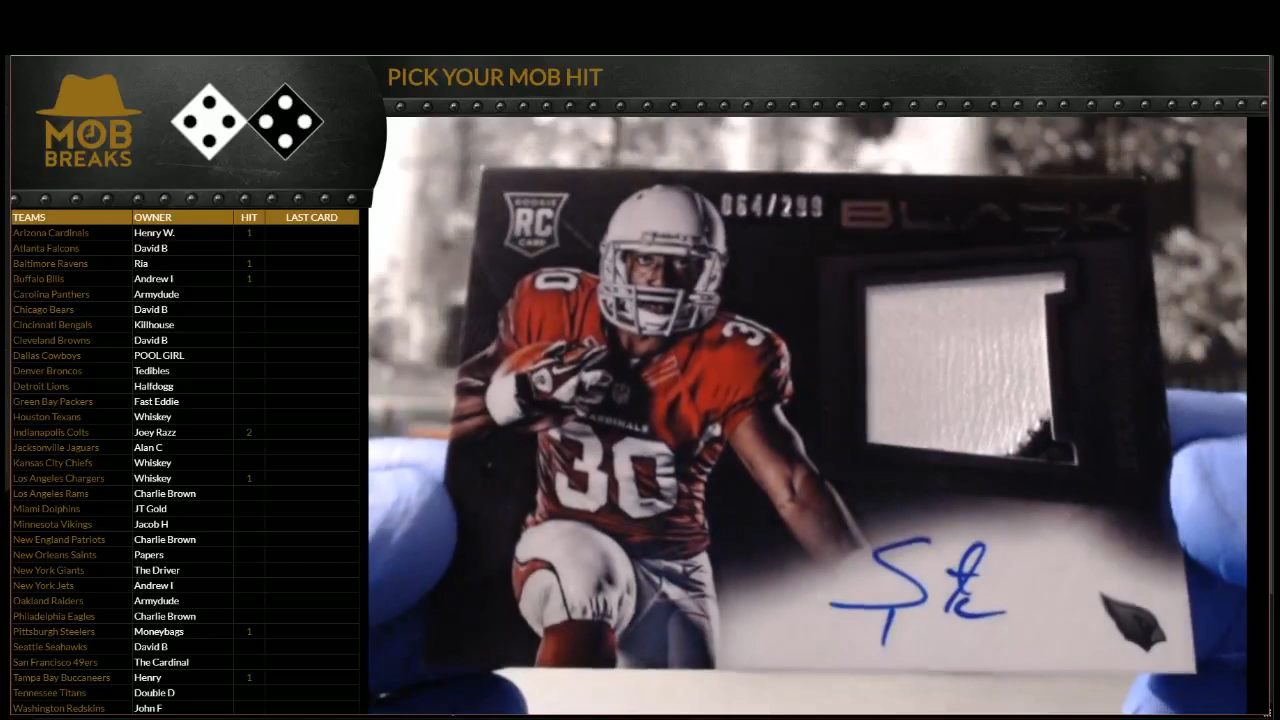 PICK YOUR MOB HIT
MOB
BREAKS
TEAMS OWNER HIT LAST CARD
Arizona Cardinals Henry W. 1
Atlanta Falcons David B
Baltimore Ravens Ria 1
Buffalo Bills Andrew I 1
Carolina Panthers Armydude
Chicago Bears David B
Cincinnati Bengals Killhouse
Cleveland Browns David B
Dallas Cowboys POOL GIRL
Denver Broncos Tedibles
Detroit Lions Halfdogg
Green Bay Packers Fast Eddie
Houston Texans Whiskey
Indianapolis Colts Joey Razz 2
Jacksonville Jaguars Alan C
Kansas City Chiefs Whiskey
Los Angeles Chargers Whiskey 1
Los Angeles Rams Charlie Brown
Miami Dolphins JT Gold
Minnesota Vikings Jacob H
New England Patriots Charlie Brown
New Orleans Saints Papers
New York Giants The Driver
New York Jets Andrew I
Oakland Raiders Armydude
Philadelphia Eagles Charlie Brown
Pittsburgh Steelers Moneybags 1
Seattle Seahawks David B
San Francisco 49ers The Cardinal
Tampa Bay Buccaneers Henry 1
Tennessee Titans Double D
Washington Redskins John F
ROOKIE
RC
CARD
064/299
BLACK
30
30
CARDINALS
30